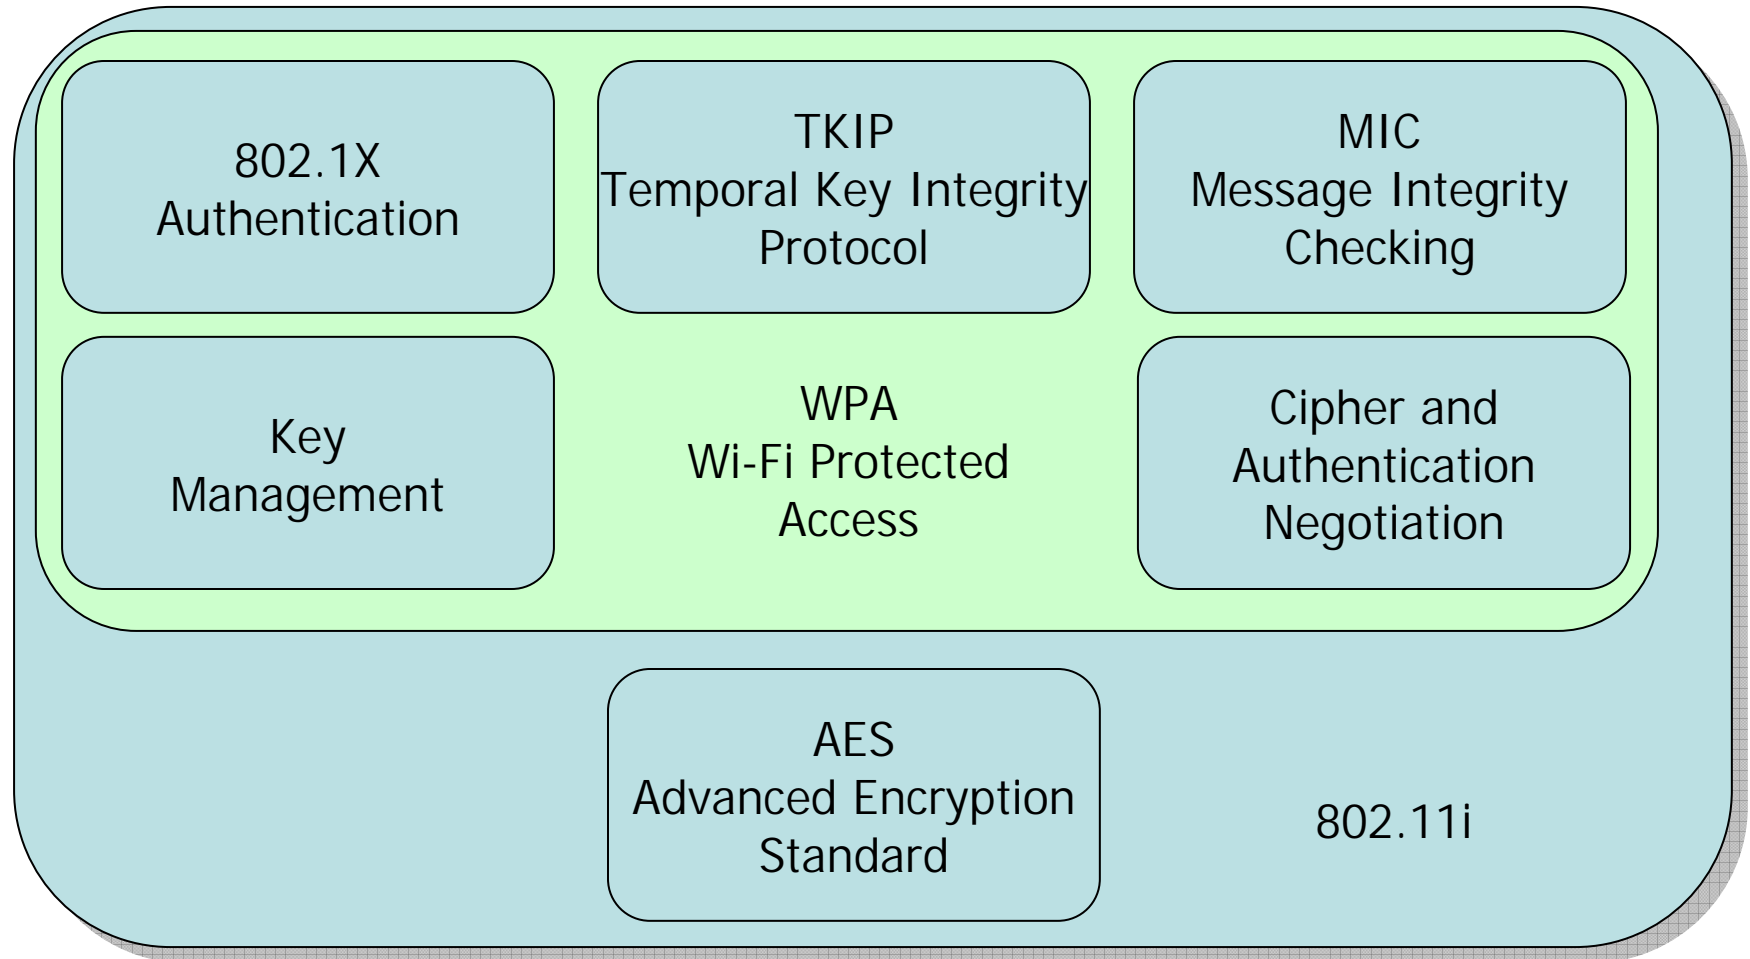 802.1X
Authentication
TKIP
Temporal Key Integrity
Protocol
MIC
Message Integrity
Checking
Key
Management
WPA
Wi-Fi Protected
Access
Cipher and
Authentication
Negotiation
AES
Advanced Encryption
Standard
802.11i